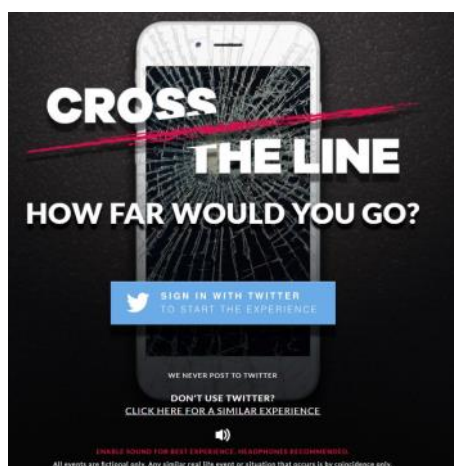 CROSS
THE LINE
HOW FAR WOULD YOU GO?
SIGN IN WITH TWITTER
TO START THE EXPERIENCE
WE NEVER POST TO TWITTER
DON'T USE TWITTER?
CLICK HERE FOR A SIMILAR EXPERIENCE
ENABLE SOUND FOR BEST EXPERIENCE. HEADPHONES RECOMMENDED.
All events are fictional only. Any similar real life event or situation that occurs is by coincidence only.